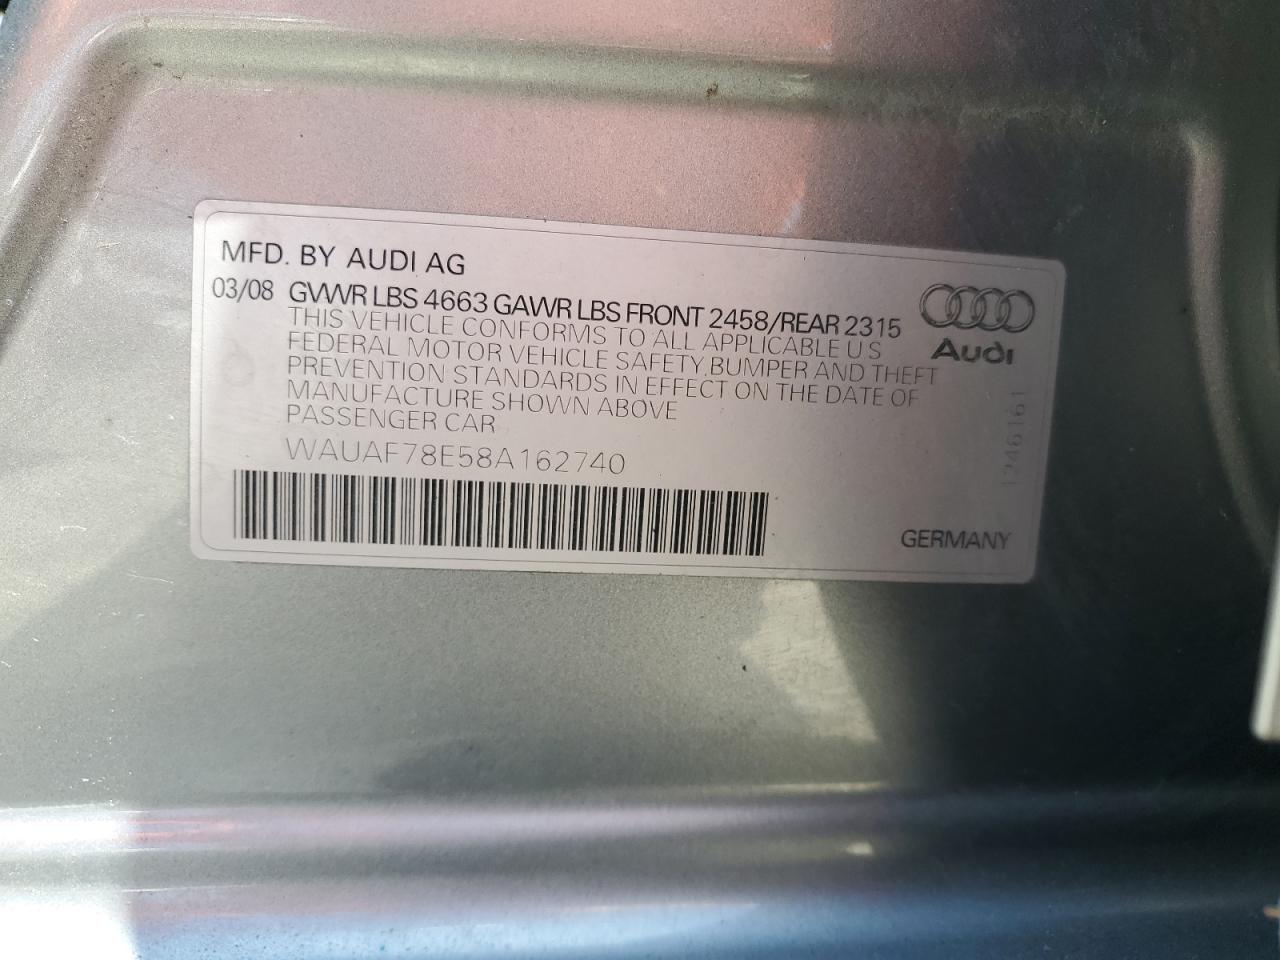 MFD. BY AUDI AG
03/08 GVWR LBS 4663 GAWR LBS FRONT 2458/REAR 2315
THIS VEHICLE CONFORMS TO ALL APPLICABLE U S
FEDERAL MOTOR VEHICLE SAFETY,BUMPER AND THEFT
PREVENTION STANDARDS IN EFFECT ON THE DATE OF
MANUFACTURE SHOWN ABOVE
PASSENGER CAR
WAUAF78E58A162740
Audi
1246161
GERMANY